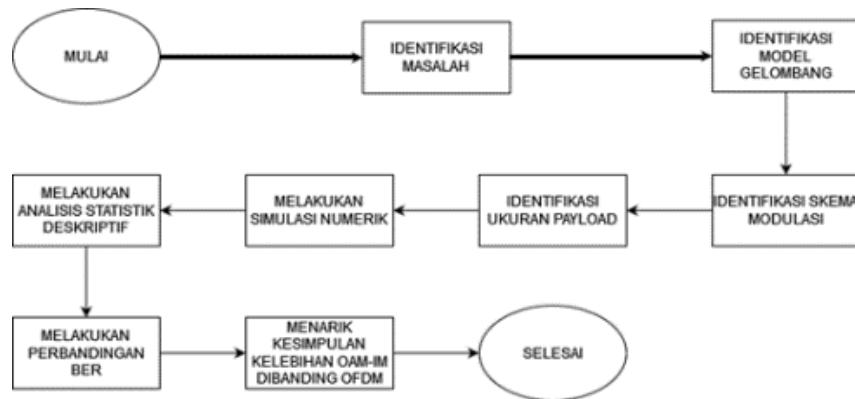 MULAI
IDENTIFIKASI
MASALAH
IDENTIFIKASI
MODEL
GELOMBANG
IDENTIFIKASI SKEMA
MODULASI
IDENTIFIKASI
UKURAN PAYLOAD
MELAKUKAN
SIMULASI NUMERIK
MELAKUKAN
ANALISIS STATISTIK
DESKRIPTIF
MELAKUKAN
PERBANDINGAN
BER
MENARIK
KESIMPULAN
KELEBIHAN OAM-IM
DIBANDING OFDM
SELESAI